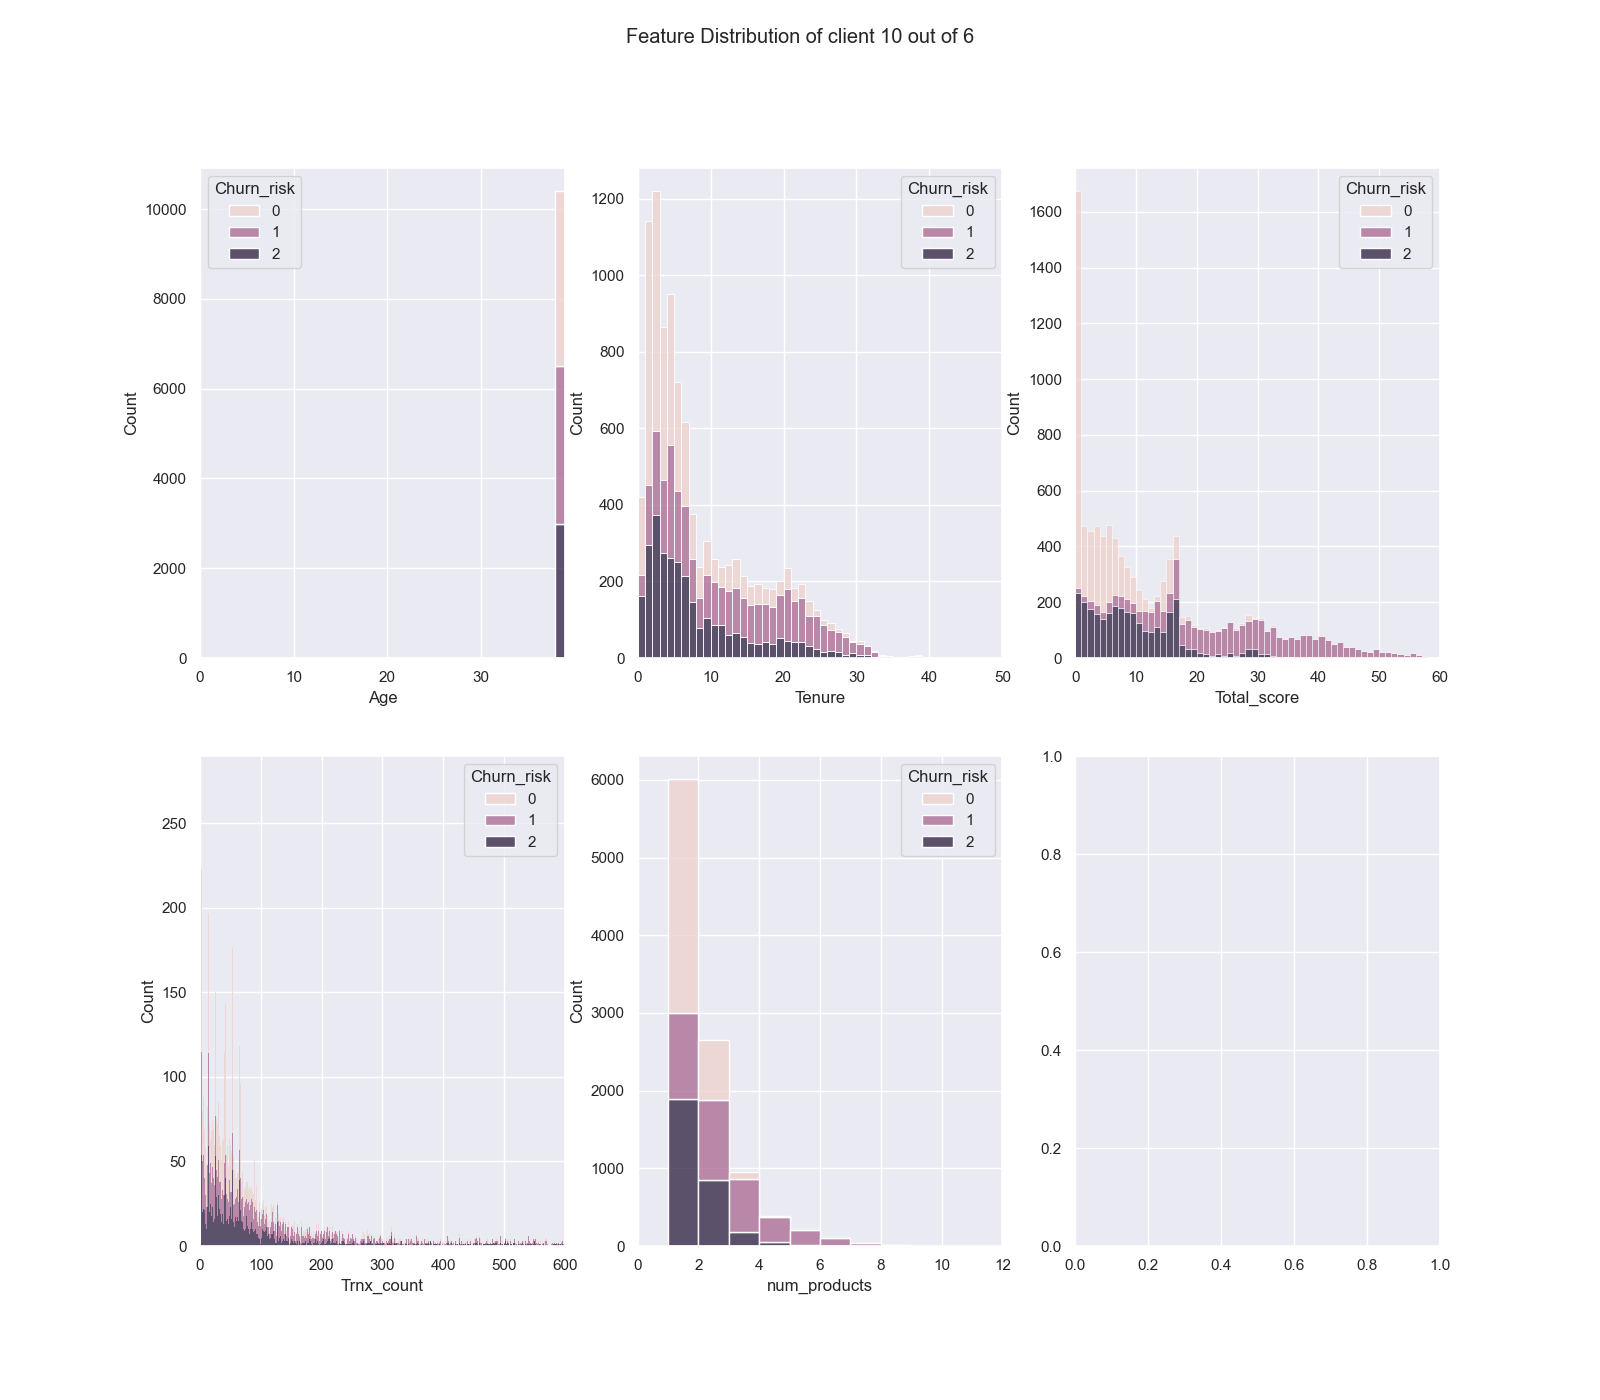 Feature Distribution of client 10 out of 6
Churn_risk
0
1
2
10000
8000
6000
4000
2000
0
Count
0 10 20 30
Age
Churn_risk
0
1
2
1200
1000
800
600
400
200
0
Count
0 10 20 30 40 50
Tenure
Churn_risk
0
1
2
1600
1400
1200
1000
800
600
400
200
0
Count
0 10 20 30 40 50 60
Total_score
Churn_risk
0
1
2
250
200
150
100
50
0
Count
0 100 200 300 400 500 600
Trnx_count
Churn_risk
0
1
2
6000
5000
4000
3000
2000
1000
0
Count
0 2 4 6 8 10 12
num_products
1.0
0.8
0.6
0.4
0.2
0.0
0.0 0.2 0.4 0.6 0.8 1.0